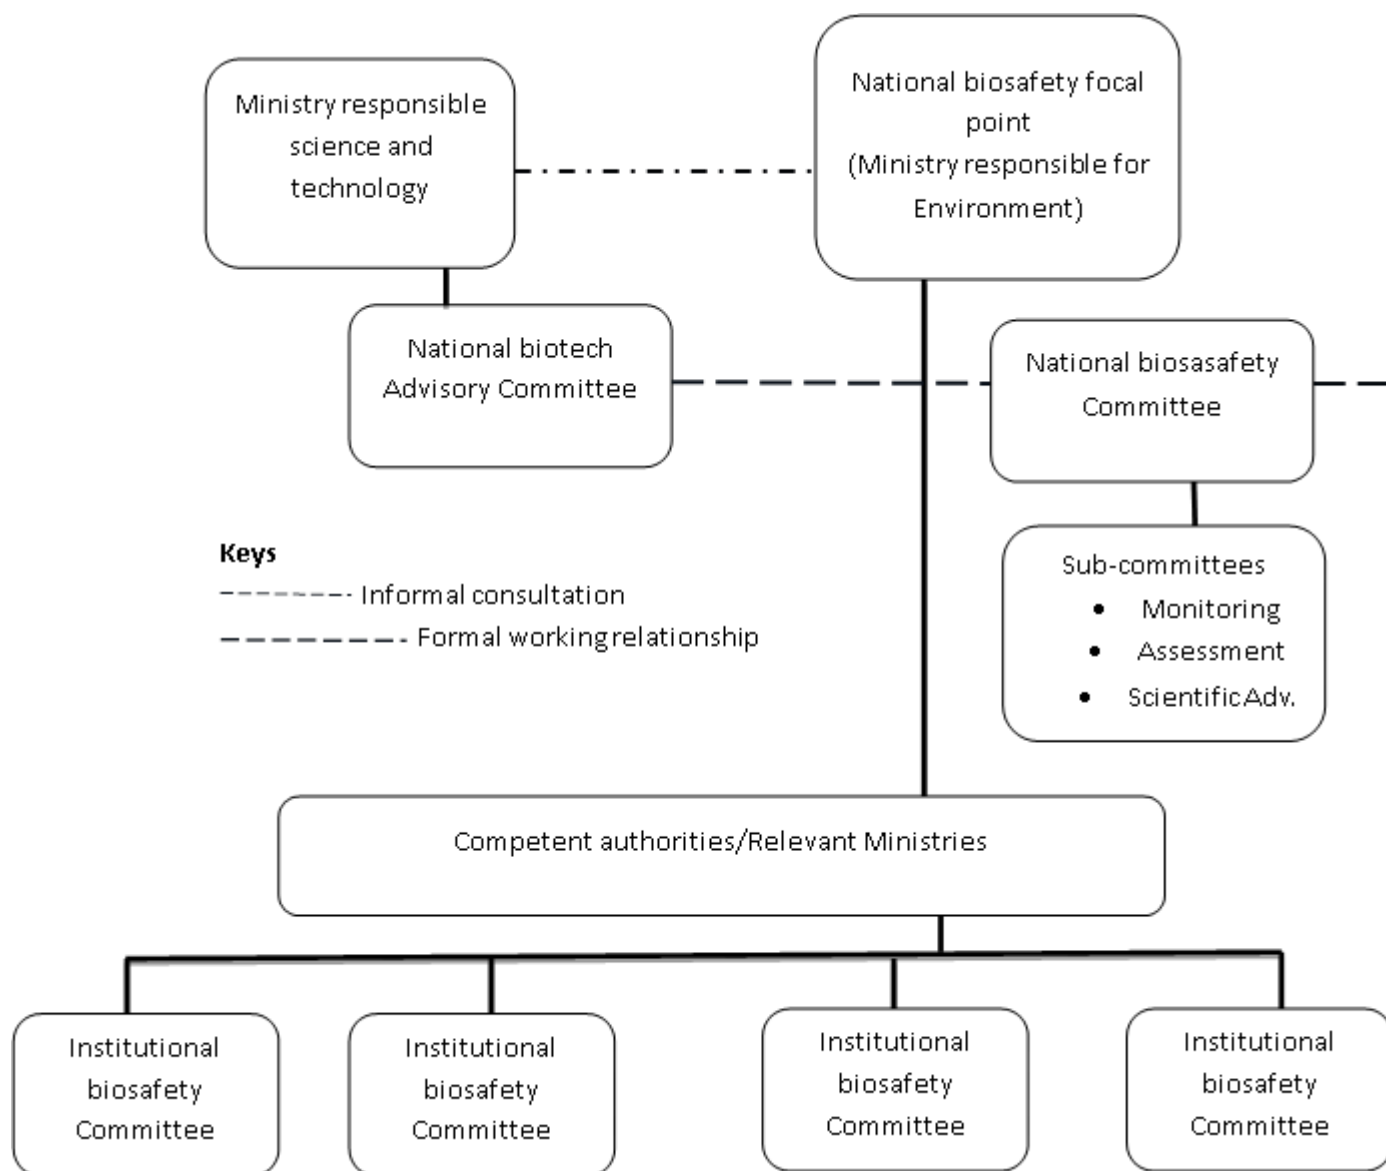 Ministry responsible
science and
technology
National biosafety focal
point
(Ministry responsible for
Environment)
National biotech
Advisory Committee
National biosasafety
Committee
Keys
Informal consultation
Formal working relationship
Sub-committees
• Monitoring
• Assessment
• Scientific Adv.
Competent authorities/Relevant Ministries
Institutional
biosafety
Committee
Institutional
biosafety
Committee
Institutional
biosafety
Committee
Institutional
biosafety
Committee